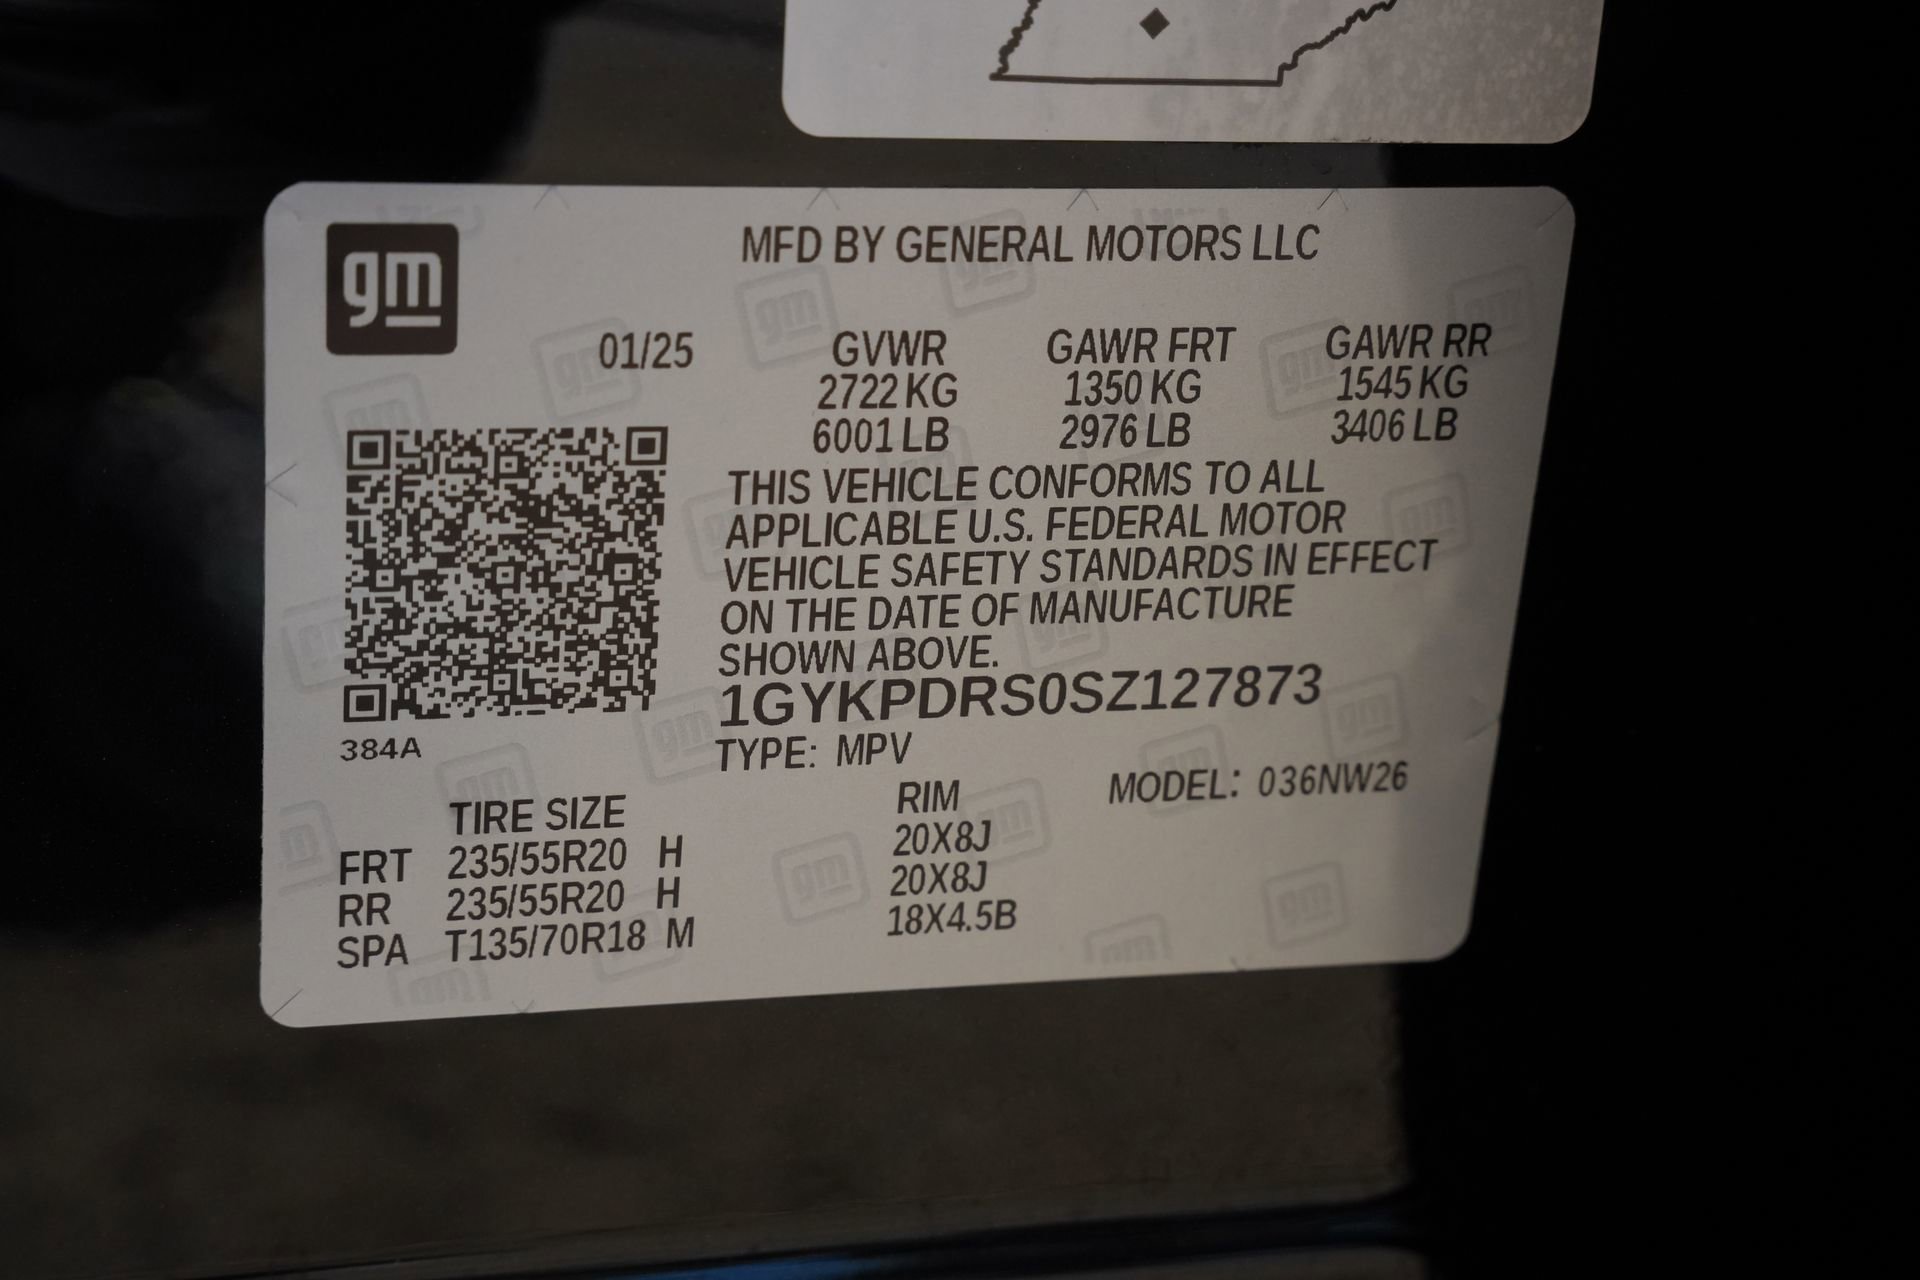 gm
MFD BY GENERAL MOTORS LLC
01/25 GVWR GAWR FRT GAWR RR
2722 KG 1350 KG 1545 KG
6001 LB 2976 LB 3406 LB
THIS VEHICLE CONFORMS TO ALL
APPLICABLE U.S. FEDERAL MOTOR
VEHICLE SAFETY STANDARDS IN EFFECT
ON THE DATE OF MANUFACTURE
SHOWN ABOVE.
1GYKPDRS0SZ127873
384A
TYPE: MPV
MODEL: 036NW26
TIRE SIZE RIM
FRT 235/55R20 H 20X8J
RR 235/55R20 H 20X8J
SPA T135/70R18 M 18X4.5B